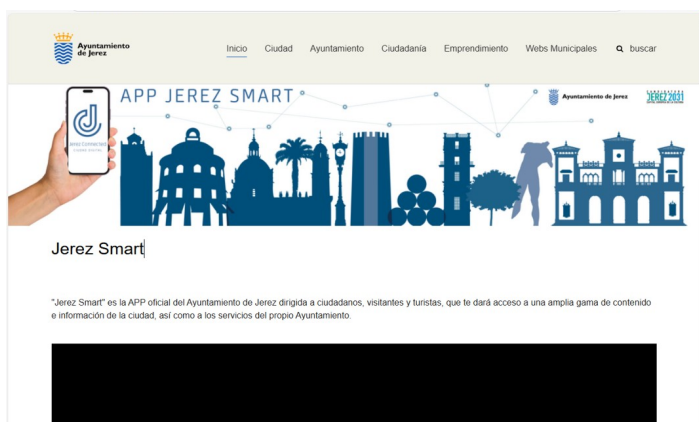 Ayuntamiento
de Jerez
Inicio Ciudad Ayuntamiento Ciudadanía Emprendimiento Webs Municipales buscar
APP JEREZ SMART
Ayuntamiento de Jerez
JEREZ 2031
Jerez Smart
"Jerez Smart" es la APP oficial del Ayuntamiento de Jerez dirigida a ciudadanos, visitantes y turistas, que te dará acceso a una amplia gama de contenido
e información de la ciudad, así como a los servicios del propio Ayuntamiento.